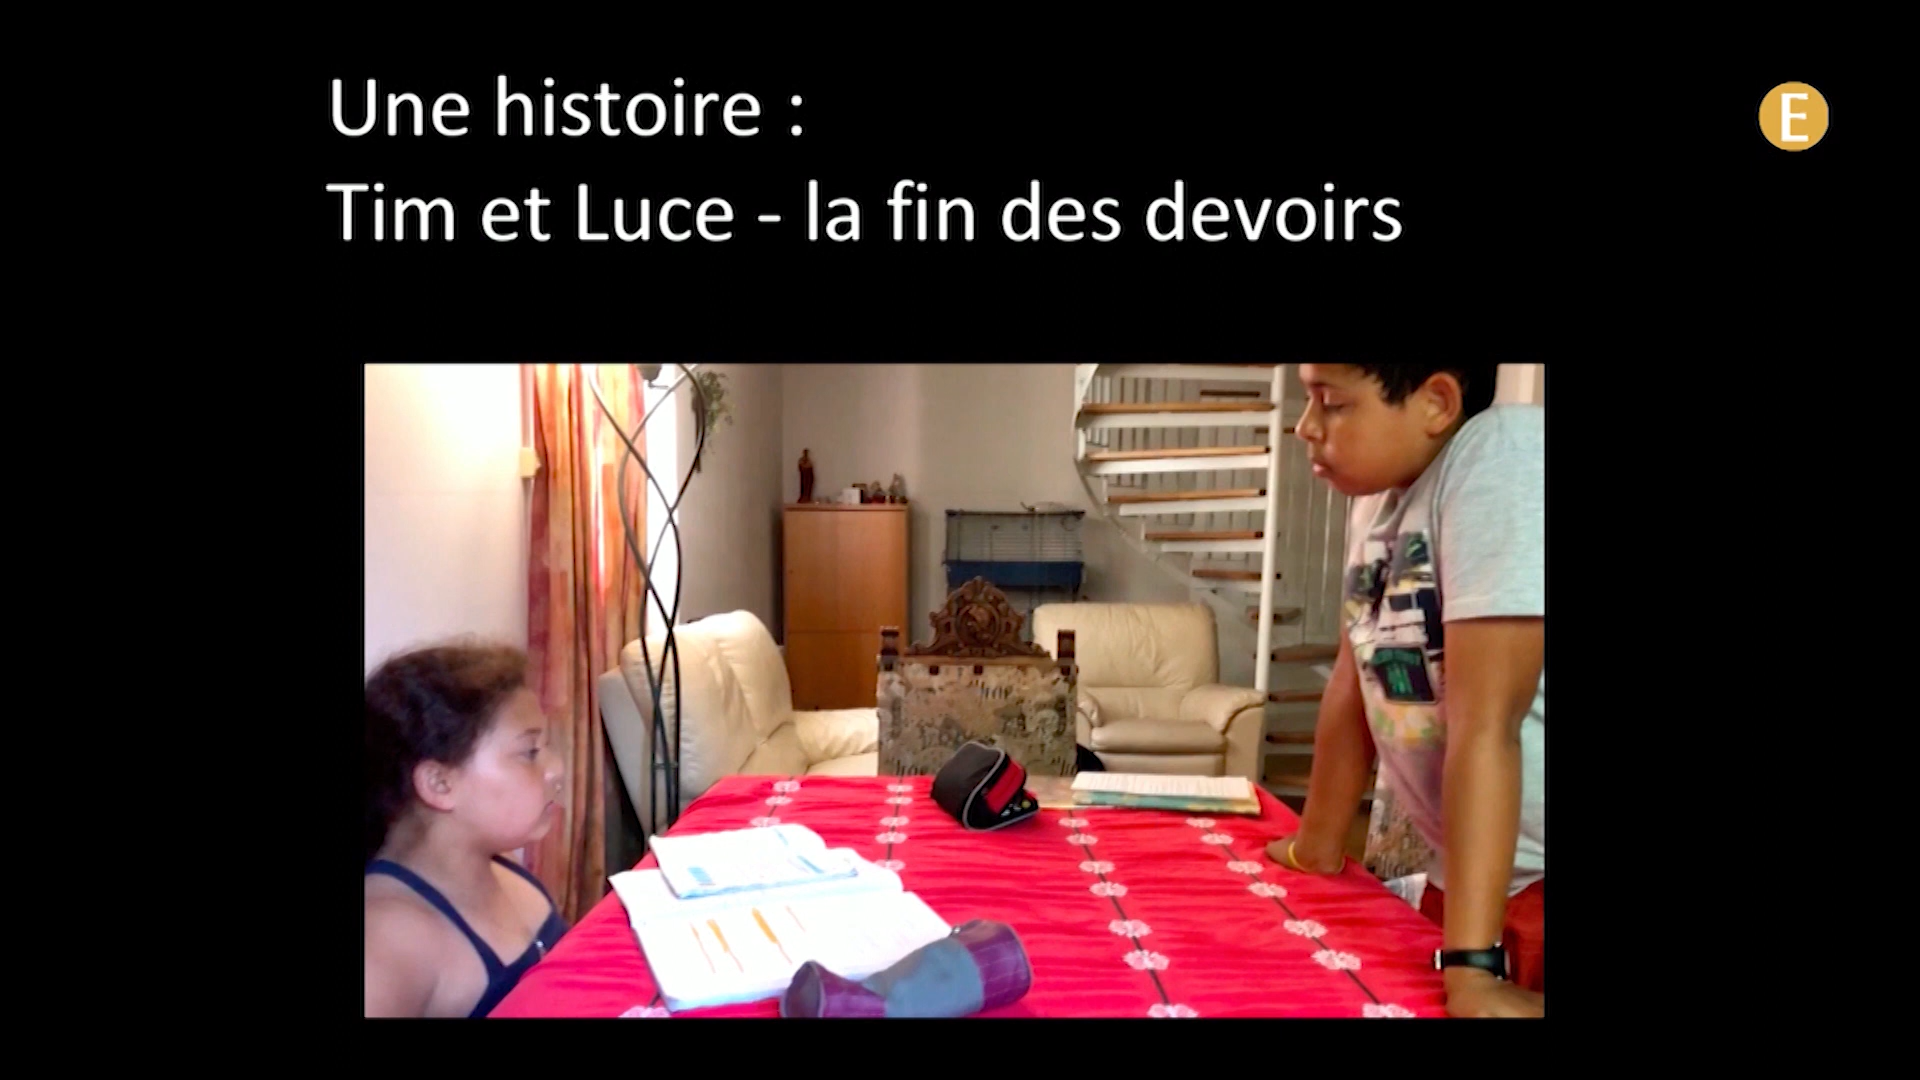 Une histoire :
Tim et Luce - la fin des devoirs
E